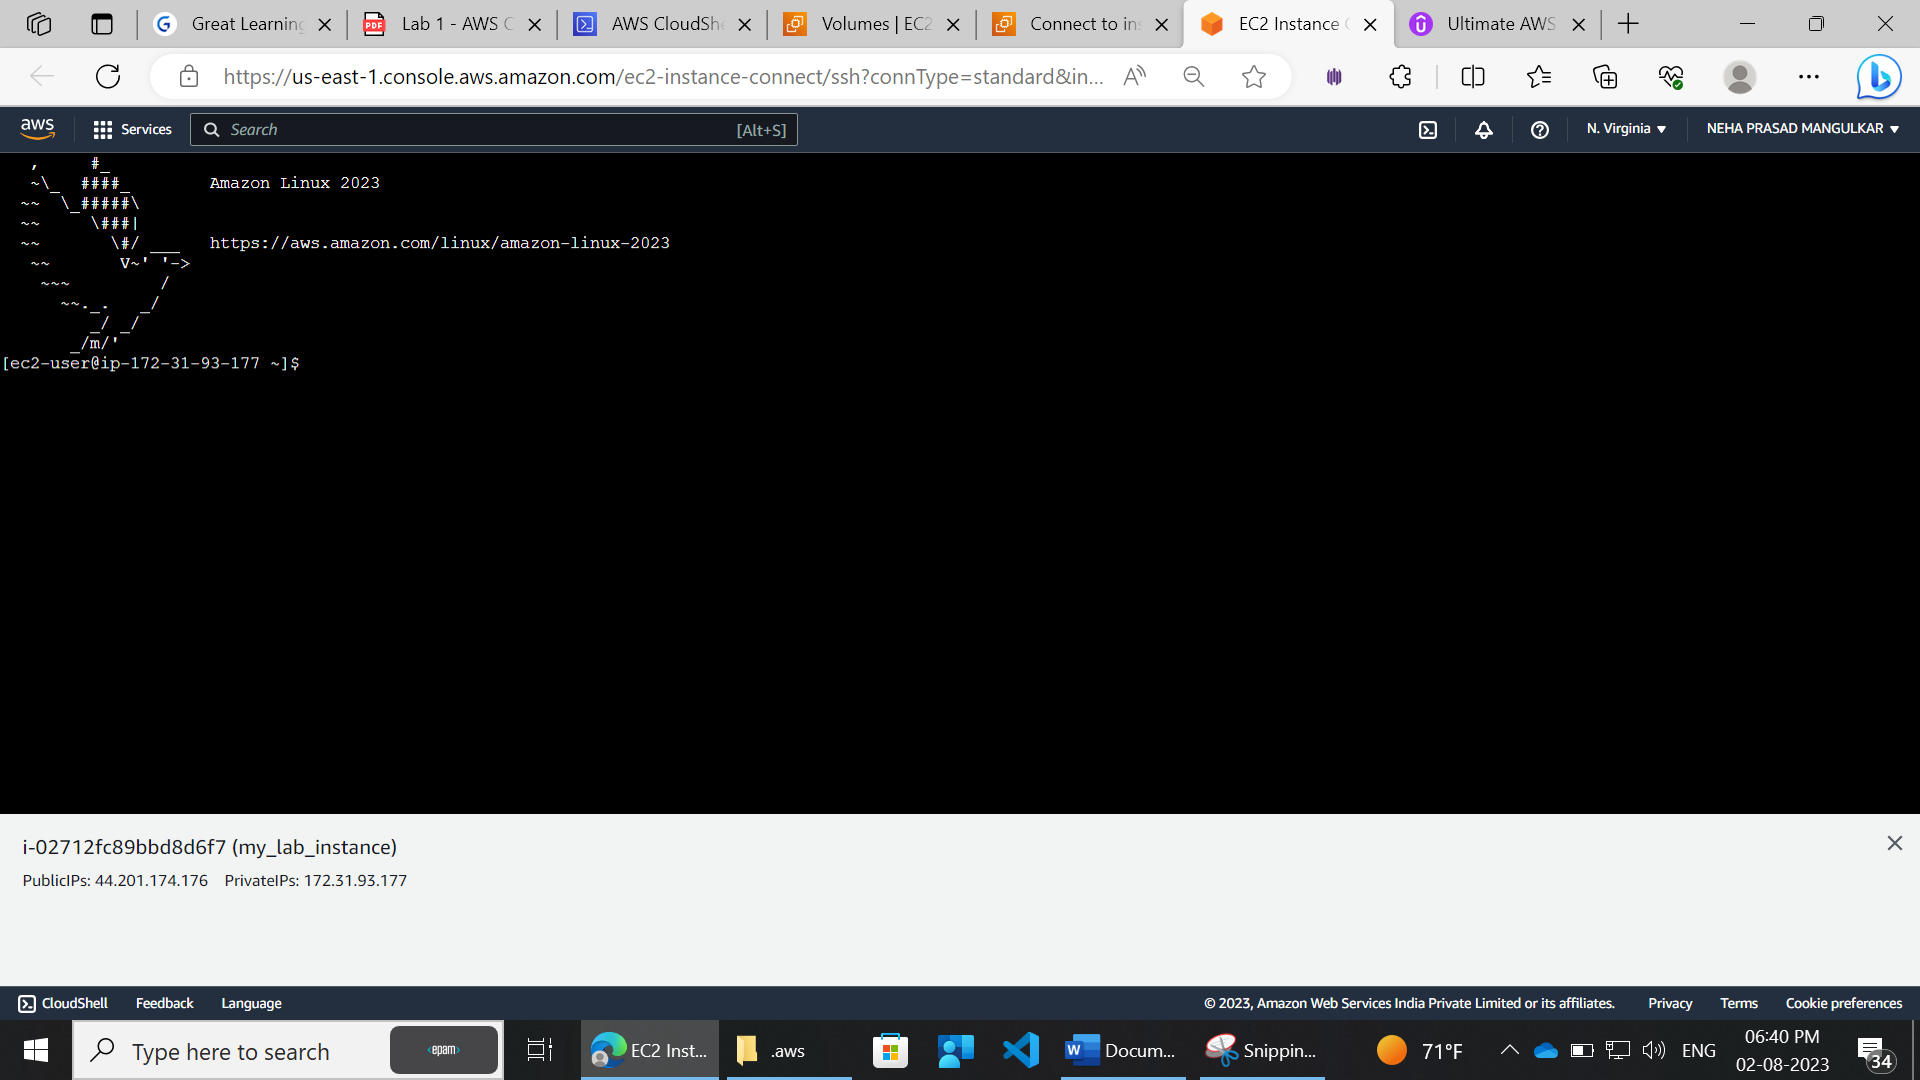 Great Learning
Lab 1 - AWS C
AWS CloudShe
Volumes | EC2
Connect to ins
EC2 Instance C
Ultimate AWS
https://us-east-1.console.aws.amazon.com/ec2-instance-connect/ssh?connType=standard&in...
aws
Services
Search
[Alt+S]
N. Virginia
NEHA PRASAD MANGULKAR
   ,     #_
   ~\_  ####_        Amazon Linux 2023
  ~~  \_#####\
  ~~     \###|
  ~~       \#/ ___   https://aws.amazon.com/linux/amazon-linux-2023
   ~~       V~' '->
    ~~~         /
      ~~._.   _/
         _/ _/
       _/m/'
[ec2-user@ip-172-31-93-177 ~]$
i-02712fc89bbd8d6f7 (my_lab_instance)
PublicIPs: 44.201.174.176 PrivateIPs: 172.31.93.177
CloudShell Feedback Language
© 2023, Amazon Web Services India Private Limited or its affiliates. Privacy Terms Cookie preferences
Type here to search
<epam>
EC2 Inst...
.aws
Docum...
Snippin...
71°F
ENG
06:40 PM
02-08-2023
34